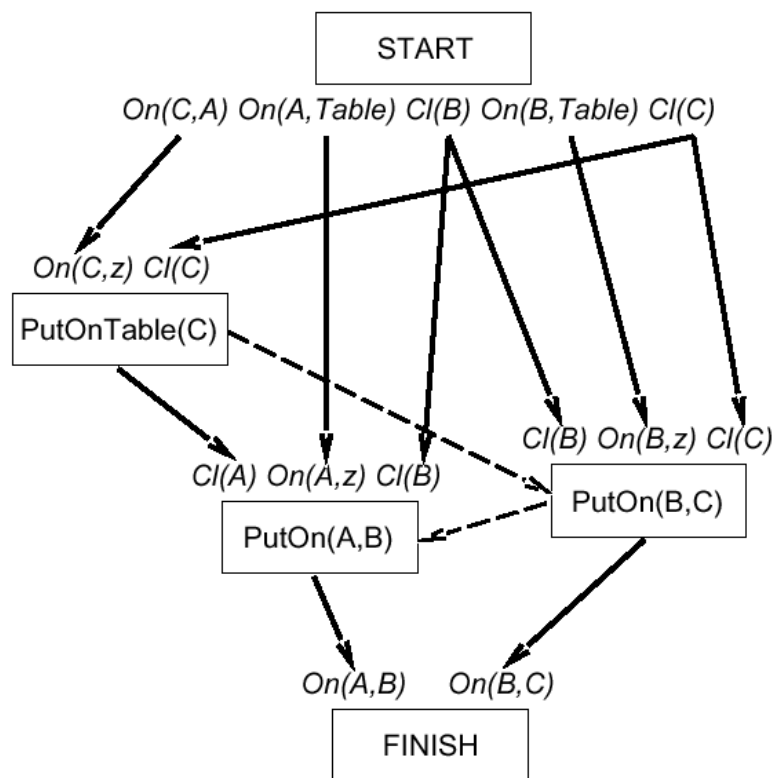 START
On(C,A) On(A,Table) Cl(B) On(B,Table) Cl(C)
On(C,z) Cl(C)
PutOnTable(C)
Cl(B) On(B,z) Cl(C)
Cl(A) On(A,z) Cl(B)
PutOn(B,C)
PutOn(A,B)
On(A,B) On(B,C)
FINISH